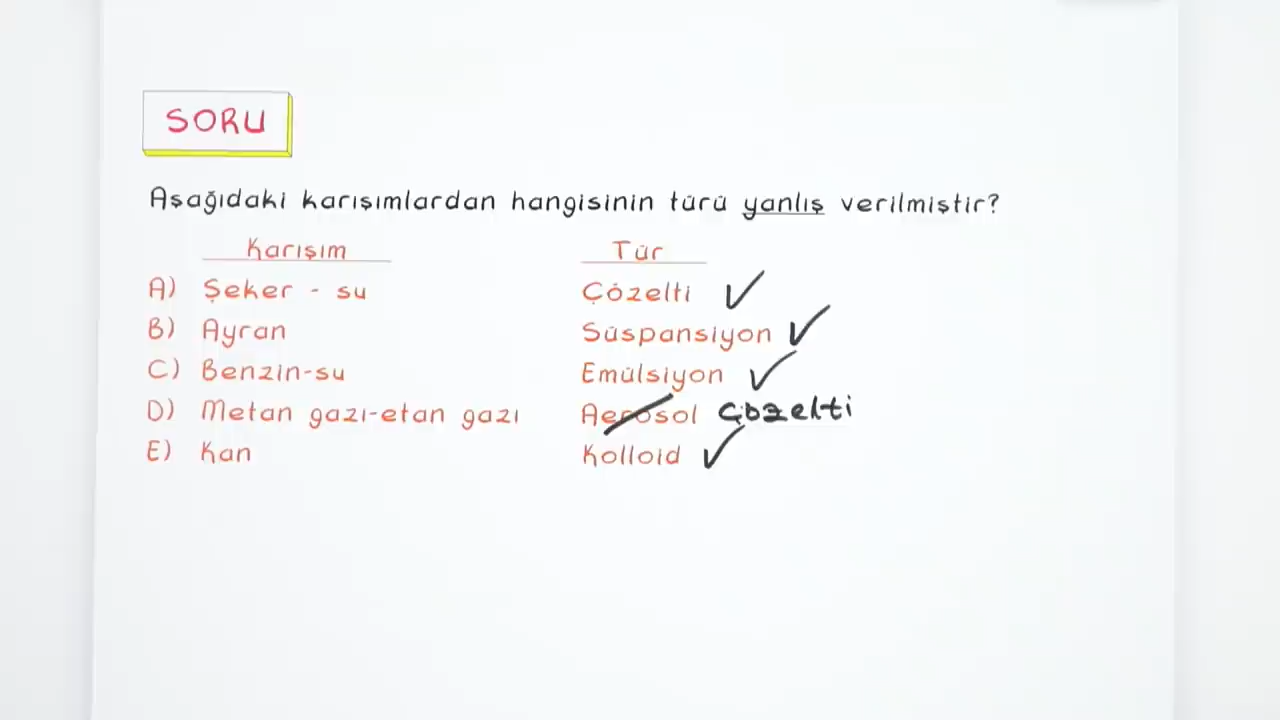 SORU
Aşağıdaki karışımlardan hangisinin türü yanlış verilmiştir?
Karışım Tür
A) Şeker - su Çözelti
B) Ayran Süspansiyon
C) Benzin-su Emülsiyon
D) Metan gazı-etan gazı Aerosol Çözelti
E) Kan Kolloid